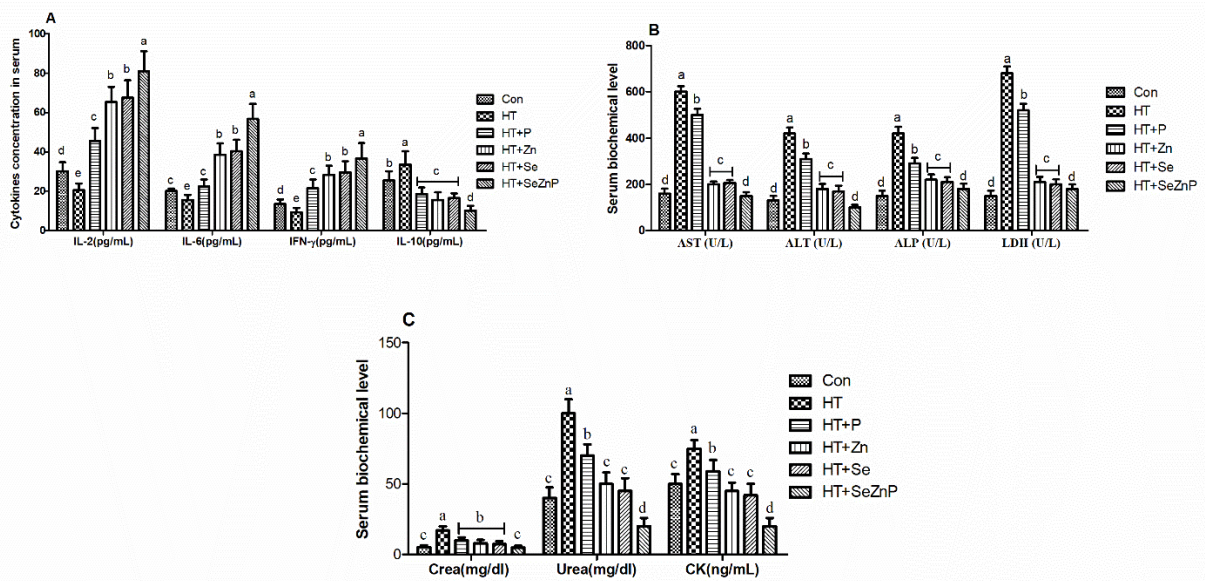 A
Cytokines concentration in serum
100
80
60
40
20
0
d
e
c
b
b
a
c
e
c
b
b
a
d
e
c
b
b
a
b
a
c
d
IL-2(pg/mL)
IL-6(pg/mL)
IFN-γ(pg/mL)
IL-10(pg/mL)
Con
HT
HT+P
HT+Zn
HT+Se
HT+SeZnP
B
Serum biochemical level
800
600
400
200
0
d
a
b
c
d
d
a
b
c
d
d
a
b
c
d
d
a
b
c
d
AST (U/L)
ALT (U/L)
ALP (U/L)
LDH (U/L)
Con
HT
HT+P
HT+Zn
HT+Se
HT+SeZnP
C
Serum biochemical level
150
100
50
0
c
a
b
c
c
a
b
c
c
d
c
a
b
c
c
d
Crea(mg/dl)
Urea(mg/dl)
CK(ng/mL)
Con
HT
HT+P
HT+Zn
HT+Se
HT+SeZnP